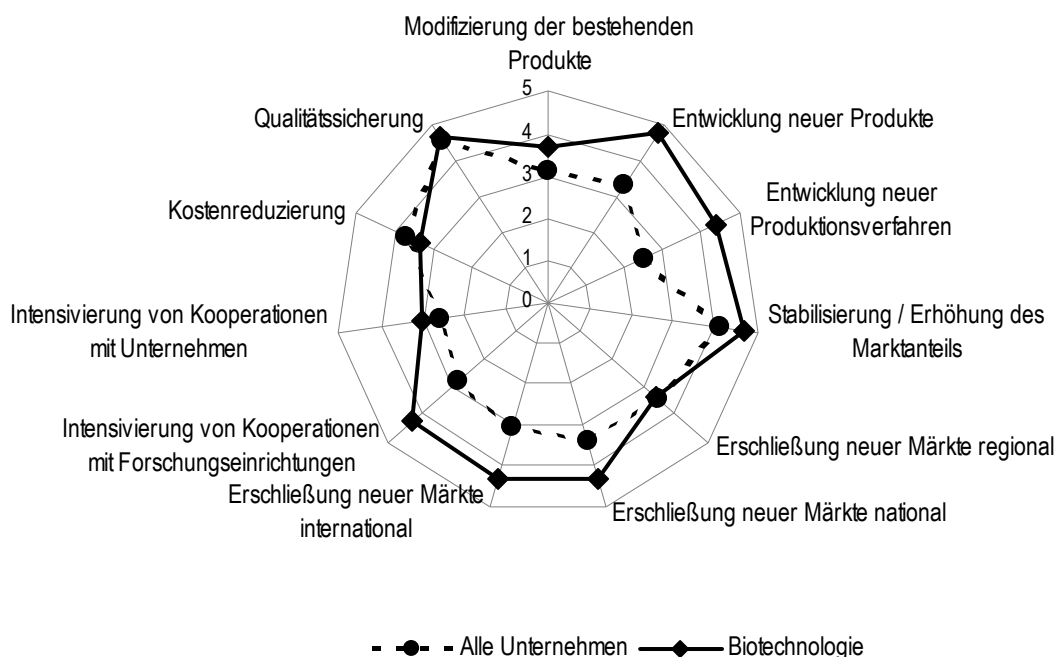 Modifizierung der bestehenden
Produkte
5
4
3
2
1
0
Entwicklung neuer Produkte
Entwicklung neuer
Produktionsverfahren
Stabilisierung / Erhöhung des
Marktanteils
Erschließung neuer Märkte regional
Erschließung neuer Märkte national
Erschließung neuer Märkte
international
Intensivierung von Kooperationen
mit Forschungseinrichtungen
Intensivierung von Kooperationen
mit Unternehmen
Kostenreduzierung
Qualitätssicherung
Alle Unternehmen
Biotechnologie